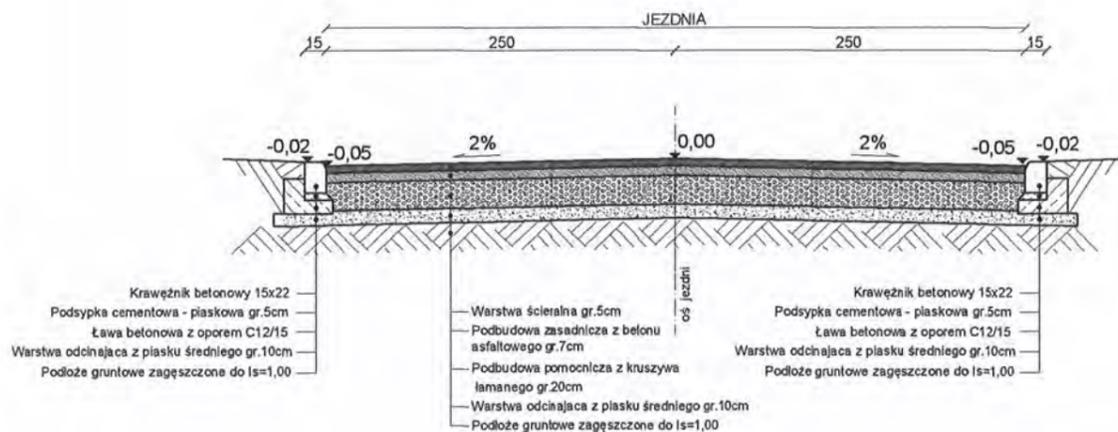 JEZDNIA
15 250 250 15
-0,02 -0,05 2% 0,00 2% -0,05 -0,02
oś jezdni
Krawężnik betonowy 15x22
Podsypka cementowa - piaskowa gr.5cm
Ława betonowa z oporem C12/15
Warstwa odcinajaca z piasku średniego gr.10cm
Podłoże gruntowe zagęszczone do Is=1,00
Warstwa ścieralna gr.5cm
Podbudowa zasadnicza z betonu
asfaltowego gr.7cm
Podbudowa pomocnicza z kruszywa
łamanego gr.20cm
Warstwa odcinajaca z piasku średniego gr.10cm
Podłoże gruntowe zagęszczone do Is=1,00
Krawężnik betonowy 15x22
Podsypka cementowa - piaskowa gr.5cm
Ława betonowa z oporem C12/15
Warstwa odcinajaca z piasku średniego gr.10cm
Podłoże gruntowe zagęszczone do Is=1,00